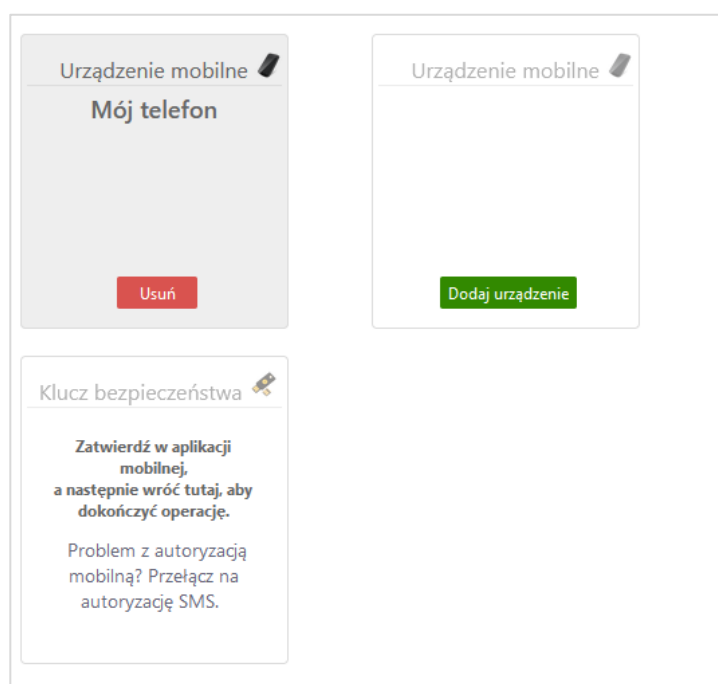 Urządzenie mobilne
Mój telefon
Usuń
Urządzenie mobilne
Dodaj urządzenie
Klucz bezpieczeństwa
Zatwierdź w aplikacji
mobilnej,
a następnie wróć tutaj, aby
dokończyć operację.
Problem z autoryzacją
mobilną? Przełącz na
autoryzację SMS.